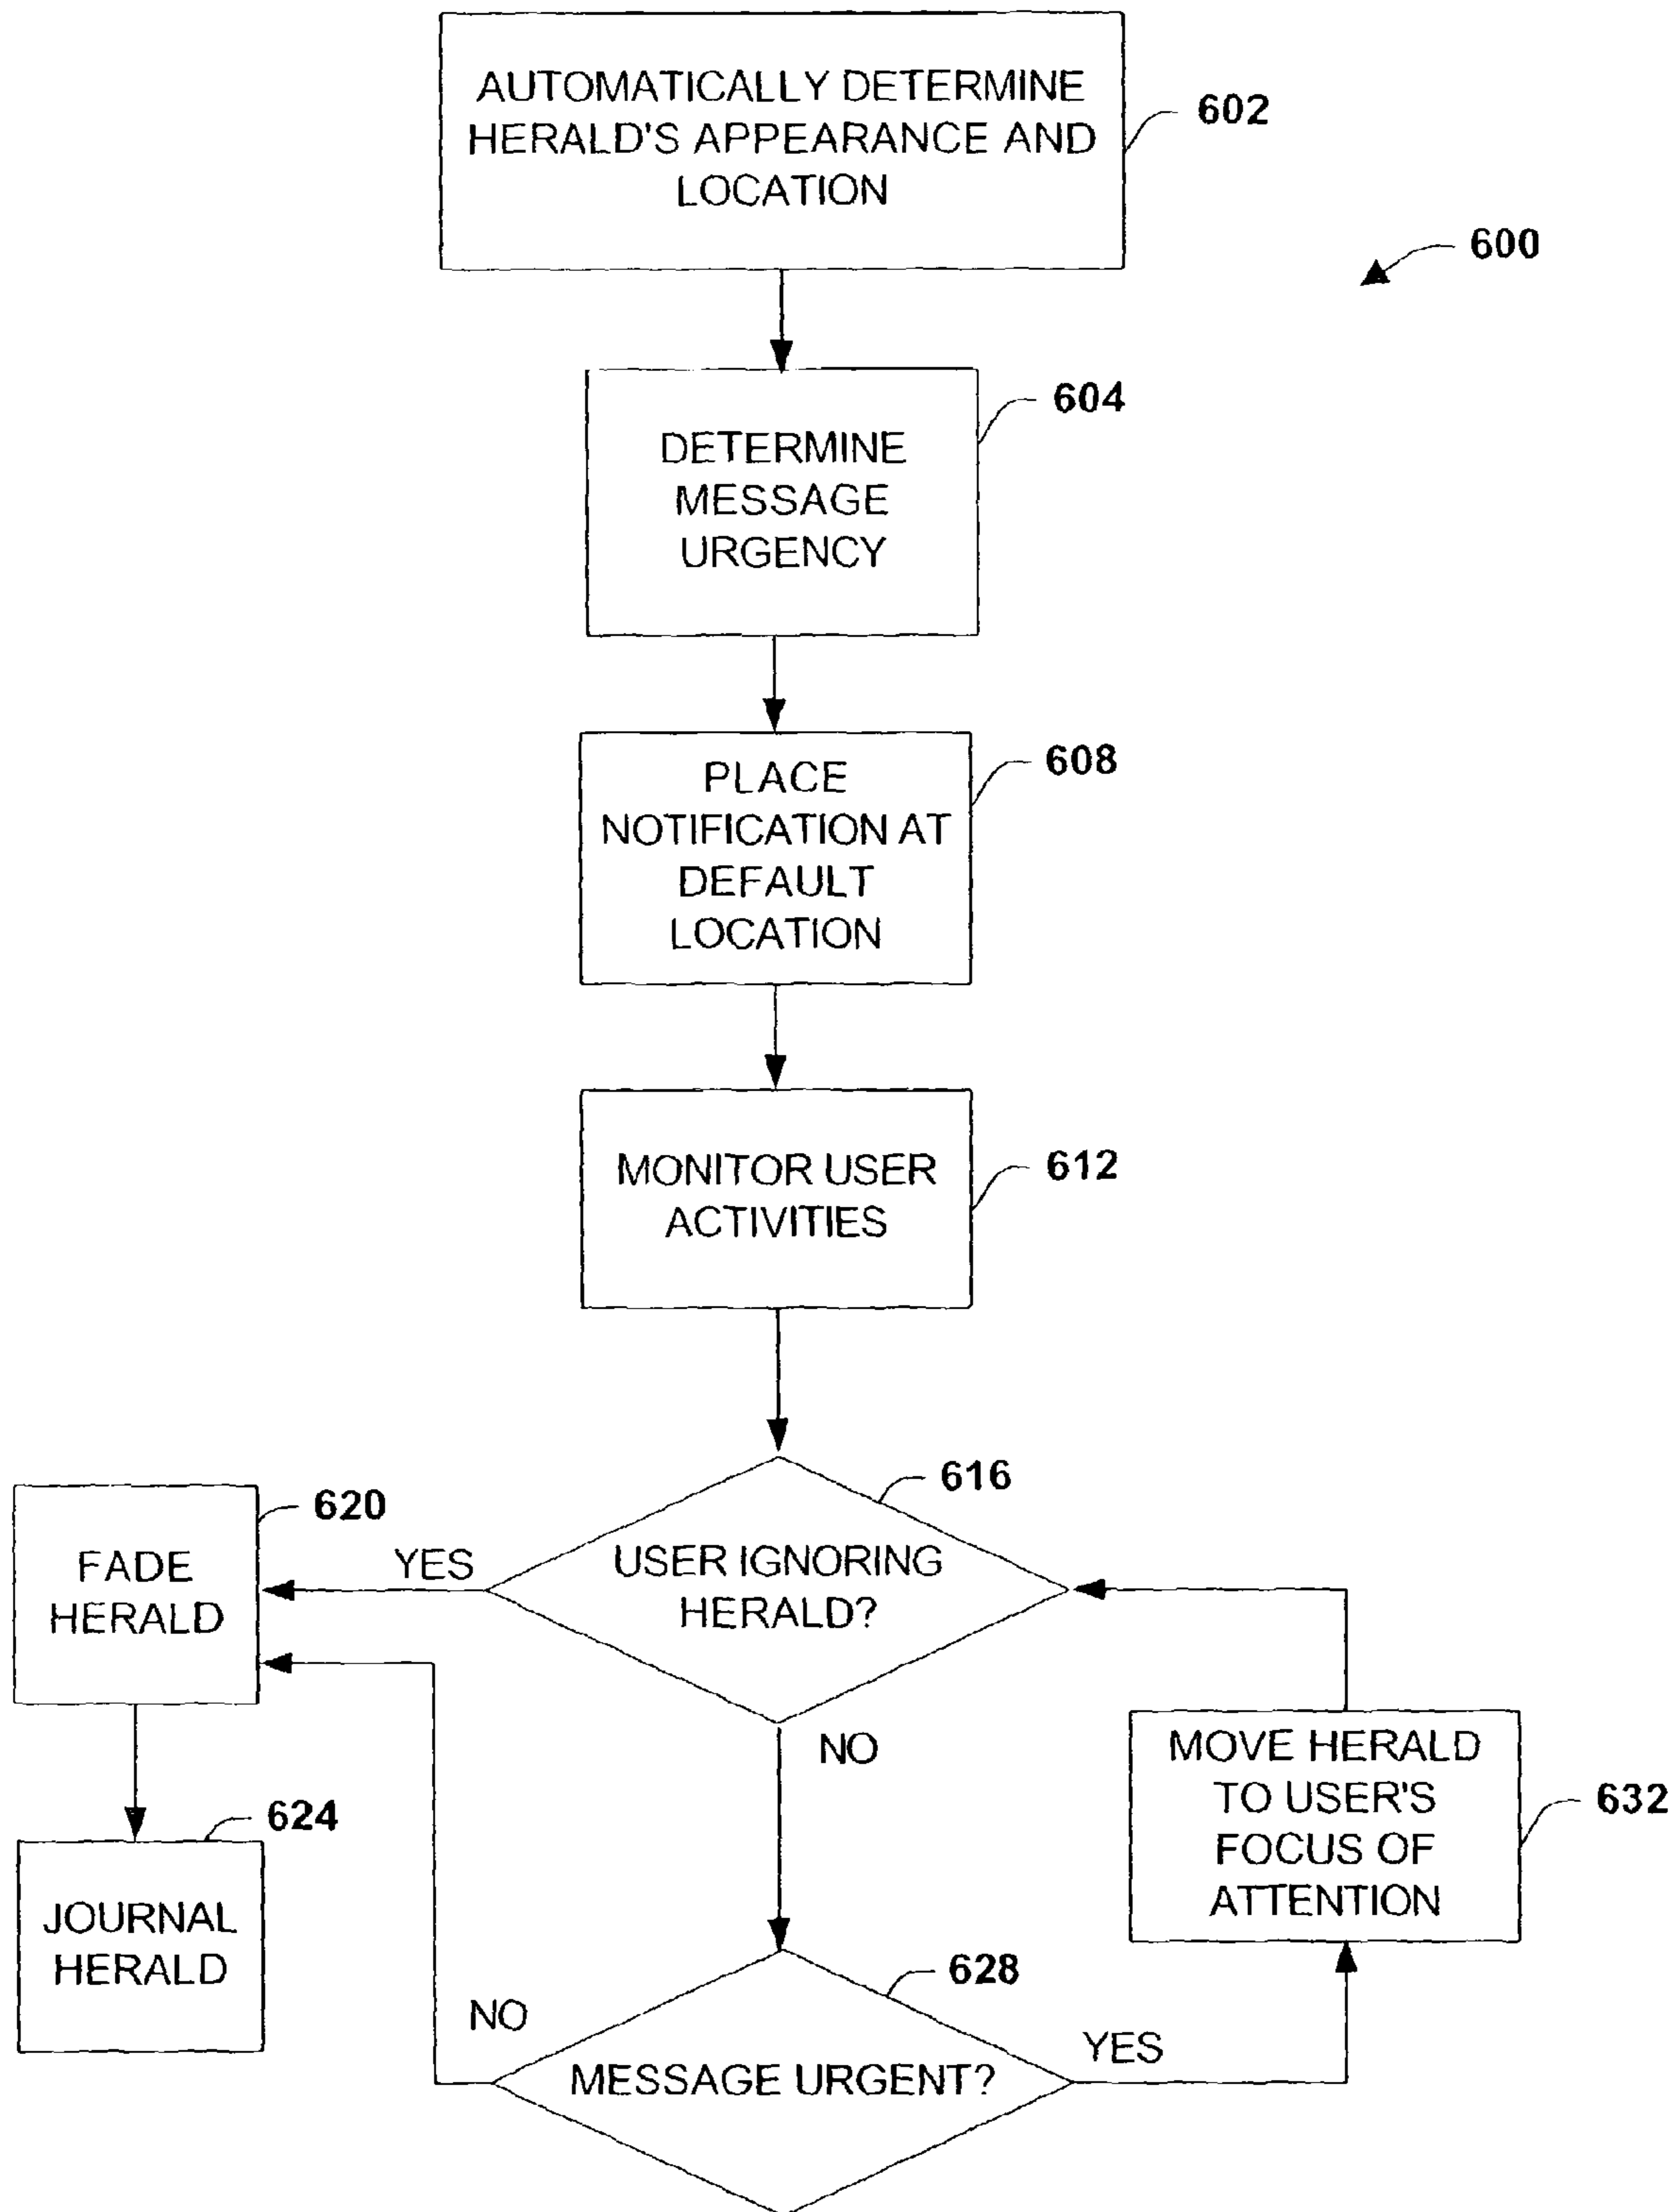 AUTOMATICALLY DETERMINE
HERALD'S APPEARANCE AND
LOCATION
602
600
604
DETERMINE
MESSAGE
URGENCY
608
PLACE
NOTIFICATION AT
DEFAULT
LOCATION
612
MONITOR USER
ACTIVITIES
616
USER IGNORING
HERALD?
YES
NO
620
FADE
HERALD
624
JOURNAL
HERALD
628
MESSAGE URGENT?
NO
YES
632
MOVE HERALD
TO USER'S
FOCUS OF
ATTENTION